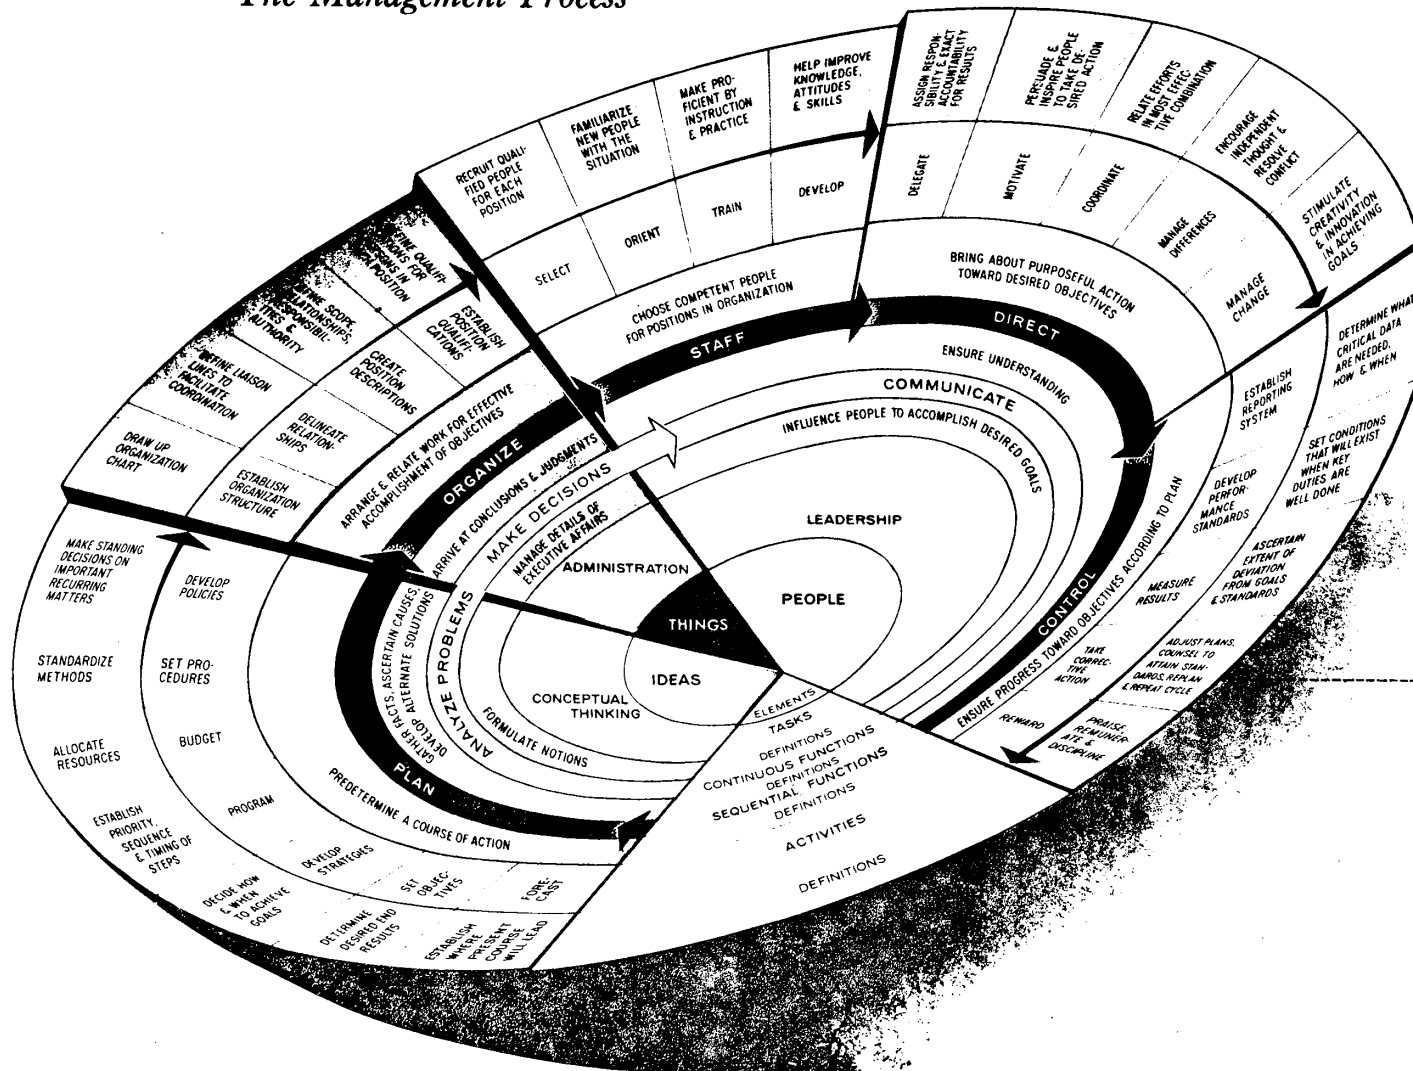 The Management Process
RECRUIT QUALI-
FIED PEOPLE
FOR EACH
POSITION
FAMILIARIZE
NEW PEOPLE
WITH THE
SITUATION
MAKE PRO-
FICIENT BY
INSTRUCTION
& PRACTICE
HELP IMPROVE
KNOWLEDGE,
ATTITUDES
& SKILLS
ASSIGN RESPON-
SIBILITY & EXACT
ACCOUNTABILITY
FOR RESULTS
PERSUADE &
INSPIRE PEOPLE
TO TAKE DE-
SIRED ACTION
RELATE EFFORTS
IN MOST EFFEC-
TIVE COMBINATION
ENCOURAGE
INDEPENDENT
THOUGHT &
RESOLVE
CONFLICT
STIMULATE
CREATIVITY
& INNOVATION
IN ACHIEVING
GOALS
SELECT
ORIENT
TRAIN
DEVELOP
DELEGATE
MOTIVATE
COORDINATE
MANAGE
DIFFERENCES
MANAGE
CHANGE
CHOOSE COMPETENT PEOPLE
FOR POSITIONS IN ORGANIZATION
BRING ABOUT PURPOSEFUL ACTION
TOWARD DESIRED OBJECTIVES
STAFF
DIRECT
QUALIFI-
FOR
IN
POSITION
SCOPE,
RESPONSIBIL-
ITIES &
AUTHORITY
LIAISON
LINES TO
FACILITATE
COORDINATION
DRAW UP
ORGANIZATION
CHART
ESTABLISH
POSITION
QUALIFI-
CATIONS
CREATE
POSITION
DESCRIPTIONS
DELINEATE
RELATION-
SHIPS
ESTABLISH
ORGANIZATION
STRUCTURE
ARRANGE & RELATE WORK FOR EFFECTIVE
ACCOMPLISHMENT OF OBJECTIVES
ORGANIZE
ARRIVE AT CONCLUSIONS & JUDGMENTS
MAKE DECISIONS
MANAGE DETAILS OF
EXECUTIVE AFFAIRS
ADMINISTRATION
THINGS
ENSURE UNDERSTANDING
COMMUNICATE
INFLUENCE PEOPLE TO ACCOMPLISH DESIRED GOALS
LEADERSHIP
PEOPLE
DETERMINE WHAT
CRITICAL DATA
ARE NEEDED,
HOW & WHEN
SET CONDITIONS
THAT WILL EXIST
WHEN KEY
DUTIES ARE
WELL DONE
ASCERTAIN
EXTENT OF
DEVIATION
FROM GOALS
& STANDARDS
ADJUST PLANS,
COUNSEL TO
ATTAIN STAN-
DARDS, REPLAN
& REPEAT CYCLE
PRAISE,
REMUNER-
ATE &
DISCIPLINE
ESTABLISH
REPORTING
SYSTEM
DEVELOP
PERFOR-
MANCE
STANDARDS
MEASURE
RESULTS
TAKE
CORREC-
TIVE
ACTION
REWARD
ENSURE PROGRESS TOWARD OBJECTIVES ACCORDING TO PLAN
CONTROL
MAKE STANDING
DECISIONS ON
IMPORTANT
RECURRING
MATTERS
STANDARDIZE
METHODS
ALLOCATE
RESOURCES
ESTABLISH
PRIORITY,
SEQUENCE
& TIMING OF
STEPS
DECIDE HOW
& WHEN
TO ACHIEVE
GOALS
DETERMINE
DESIRED END
RESULTS
ESTABLISH
WHERE
PRESENT
COURSE
WILL LEAD
DEVELOP
POLICIES
SET PRO-
CEDURES
BUDGET
PROGRAM
DEVELOP
STRATEGIES
SET
OBJEC-
TIVES
FORE-
CAST
PREDETERMINE A COURSE OF ACTION
PLAN
GATHER FACTS, ASCERTAIN CAUSES,
DEVELOP ALTERNATE SOLUTIONS
ANALYZE PROBLEMS
FORMULATE NOTIONS
CONCEPTUAL
THINKING
IDEAS
ELEMENTS
TASKS
DEFINITIONS
CONTINUOUS FUNCTIONS
DEFINITIONS
SEQUENTIAL FUNCTIONS
DEFINITIONS
ACTIVITIES
DEFINITIONS